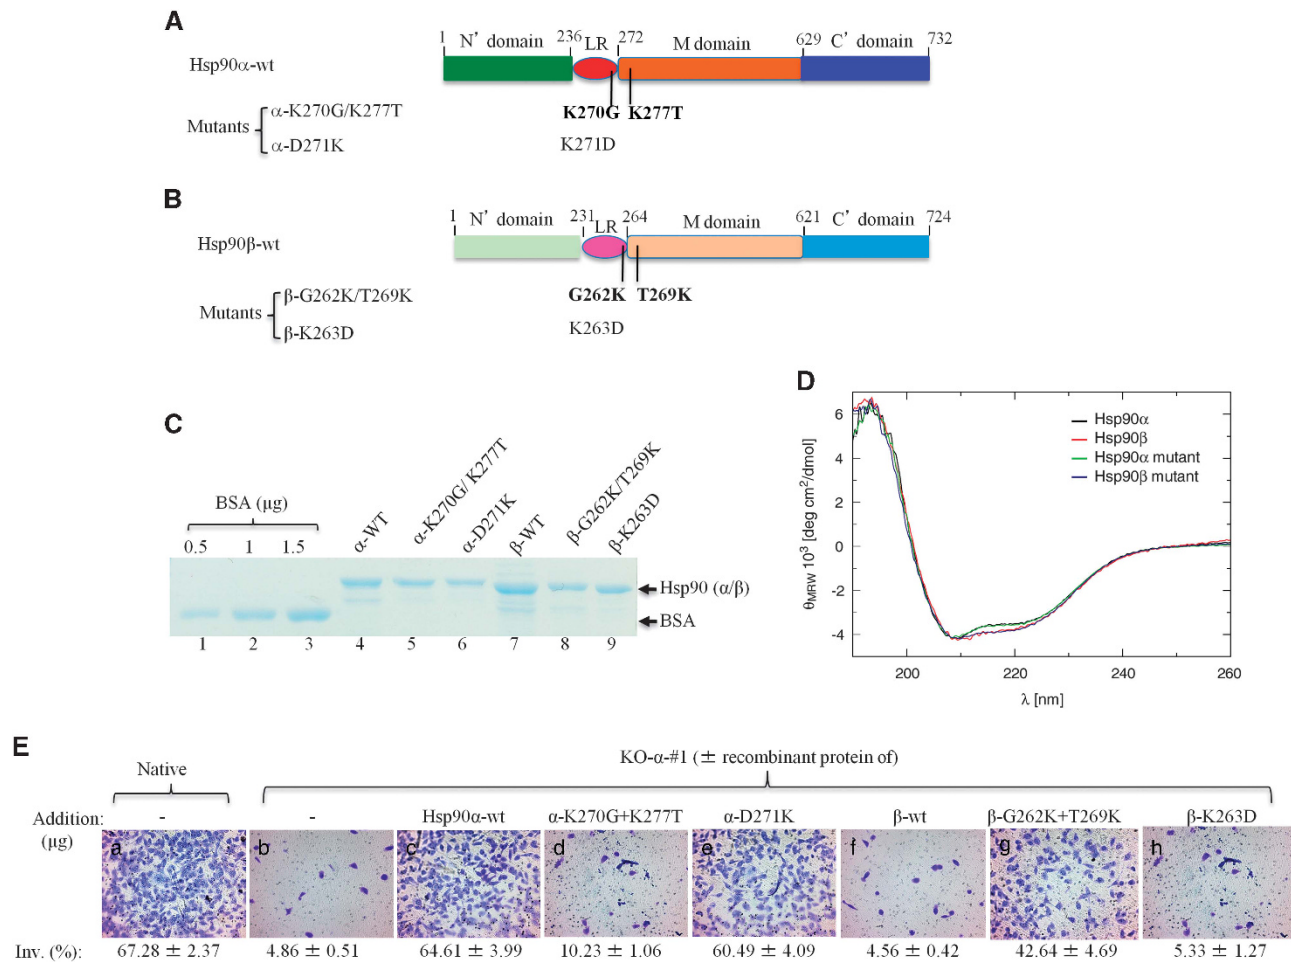 A
1 N' domain 236 LR 272 M domain 629 C' domain 732
Hsp90α-wt
Mutants
α-K270G/K277T
α-D271K
K270G K277T
K271D
B
1 N' domain 231 LR 264 M domain 621 C' domain 724
Hsp90β-wt
Mutants
β-G262K/T269K
β-K263D
G262K T269K
K263D
C
BSA (μg)
0.5 1 1.5
α-WT
α-K270G/ K277T
α-D271K
β-WT
β-G262K/T269K
β-K263D
Hsp90 (α/β)
BSA
1 2 3 4 5 6 7 8 9
D
Hsp90α
Hsp90β
Hsp90α mutant
Hsp90β mutant
θMRW 10³ [deg cm²/dmol]
6
4
2
0
-2
-4
200 220 240 260
λ [nm]
E
Native
KO-α-#1 (± recombinant protein of)
Addition: - - Hsp90α-wt α-K270G+K277T α-D271K β-wt β-G262K+T269K β-K263D
(μg)
a b c d e f g h
Inv. (%): 67.28 ± 2.37 4.86 ± 0.51 64.61 ± 3.99 10.23 ± 1.06 60.49 ± 4.09 4.56 ± 0.42 42.64 ± 4.69 5.33 ± 1.27